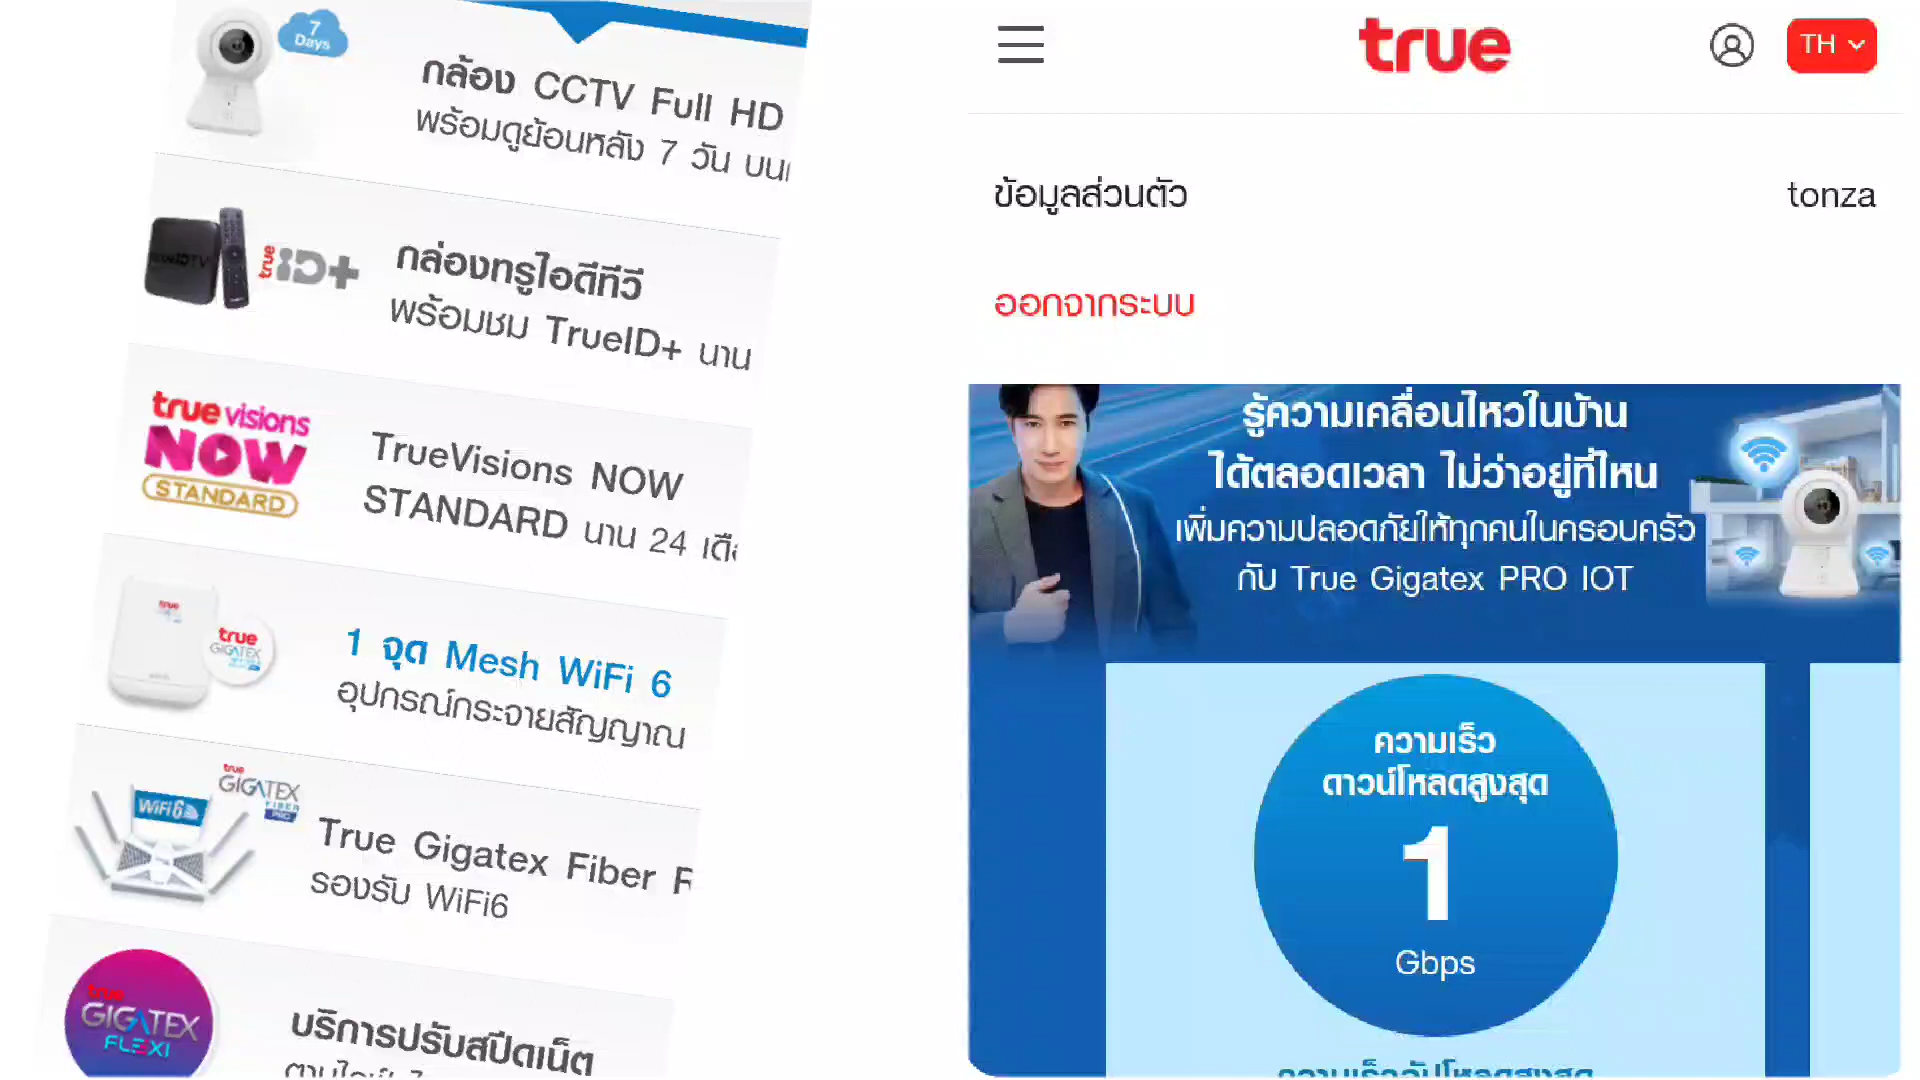 7
Days
กล้อง CCTV Full HD
พร้อมดูย้อนหลัง 7 วัน
true iD+
กล่องทรูไอดีทีวี
พร้อมชม TrueID+ นาน
true visions
NOW
STANDARD
TrueVisions NOW
STANDARD นาน 24
true
true
GIGATEX
1 จุด Mesh WiFi 6
อุปกรณ์กระจายสัญญาณ
WiFi6
true
GIGATEX
FIBER
PRO
True Gigatex Fiber
รองรับ WiFi6
true
GIGATEX
FLEXI
บริการปรับสปีดเน็ต
true
TH
ข้อมูลส่วนตัว
tonza
ออกจากระบบ
รู้ความเคลื่อนไหวในบ้าน
ได้ตลอดเวลา ไม่ว่าอยู่ที่ไหน
เพิ่มความปลอดภัยให้ทุกคนในครอบครัว
กับ True Gigatex PRO IOT
ความเร็ว
ดาวน์โหลดสูงสุด
1
Gbps